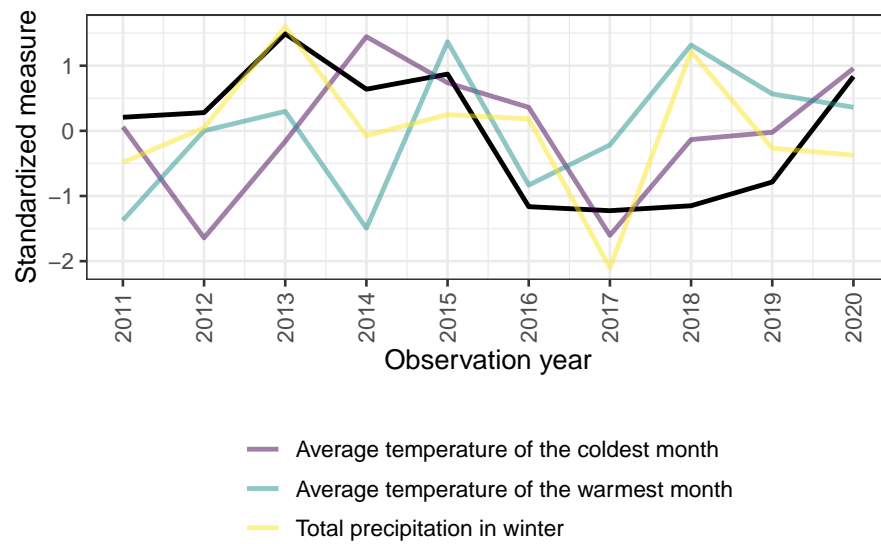 Standardized measure
1
0
−1
−2
2011
2012
2013
2014
2015
2016
2017
2018
2019
2020
Observation year
Average temperature of the coldest month
Average temperature of the warmest month
Total precipitation in winter